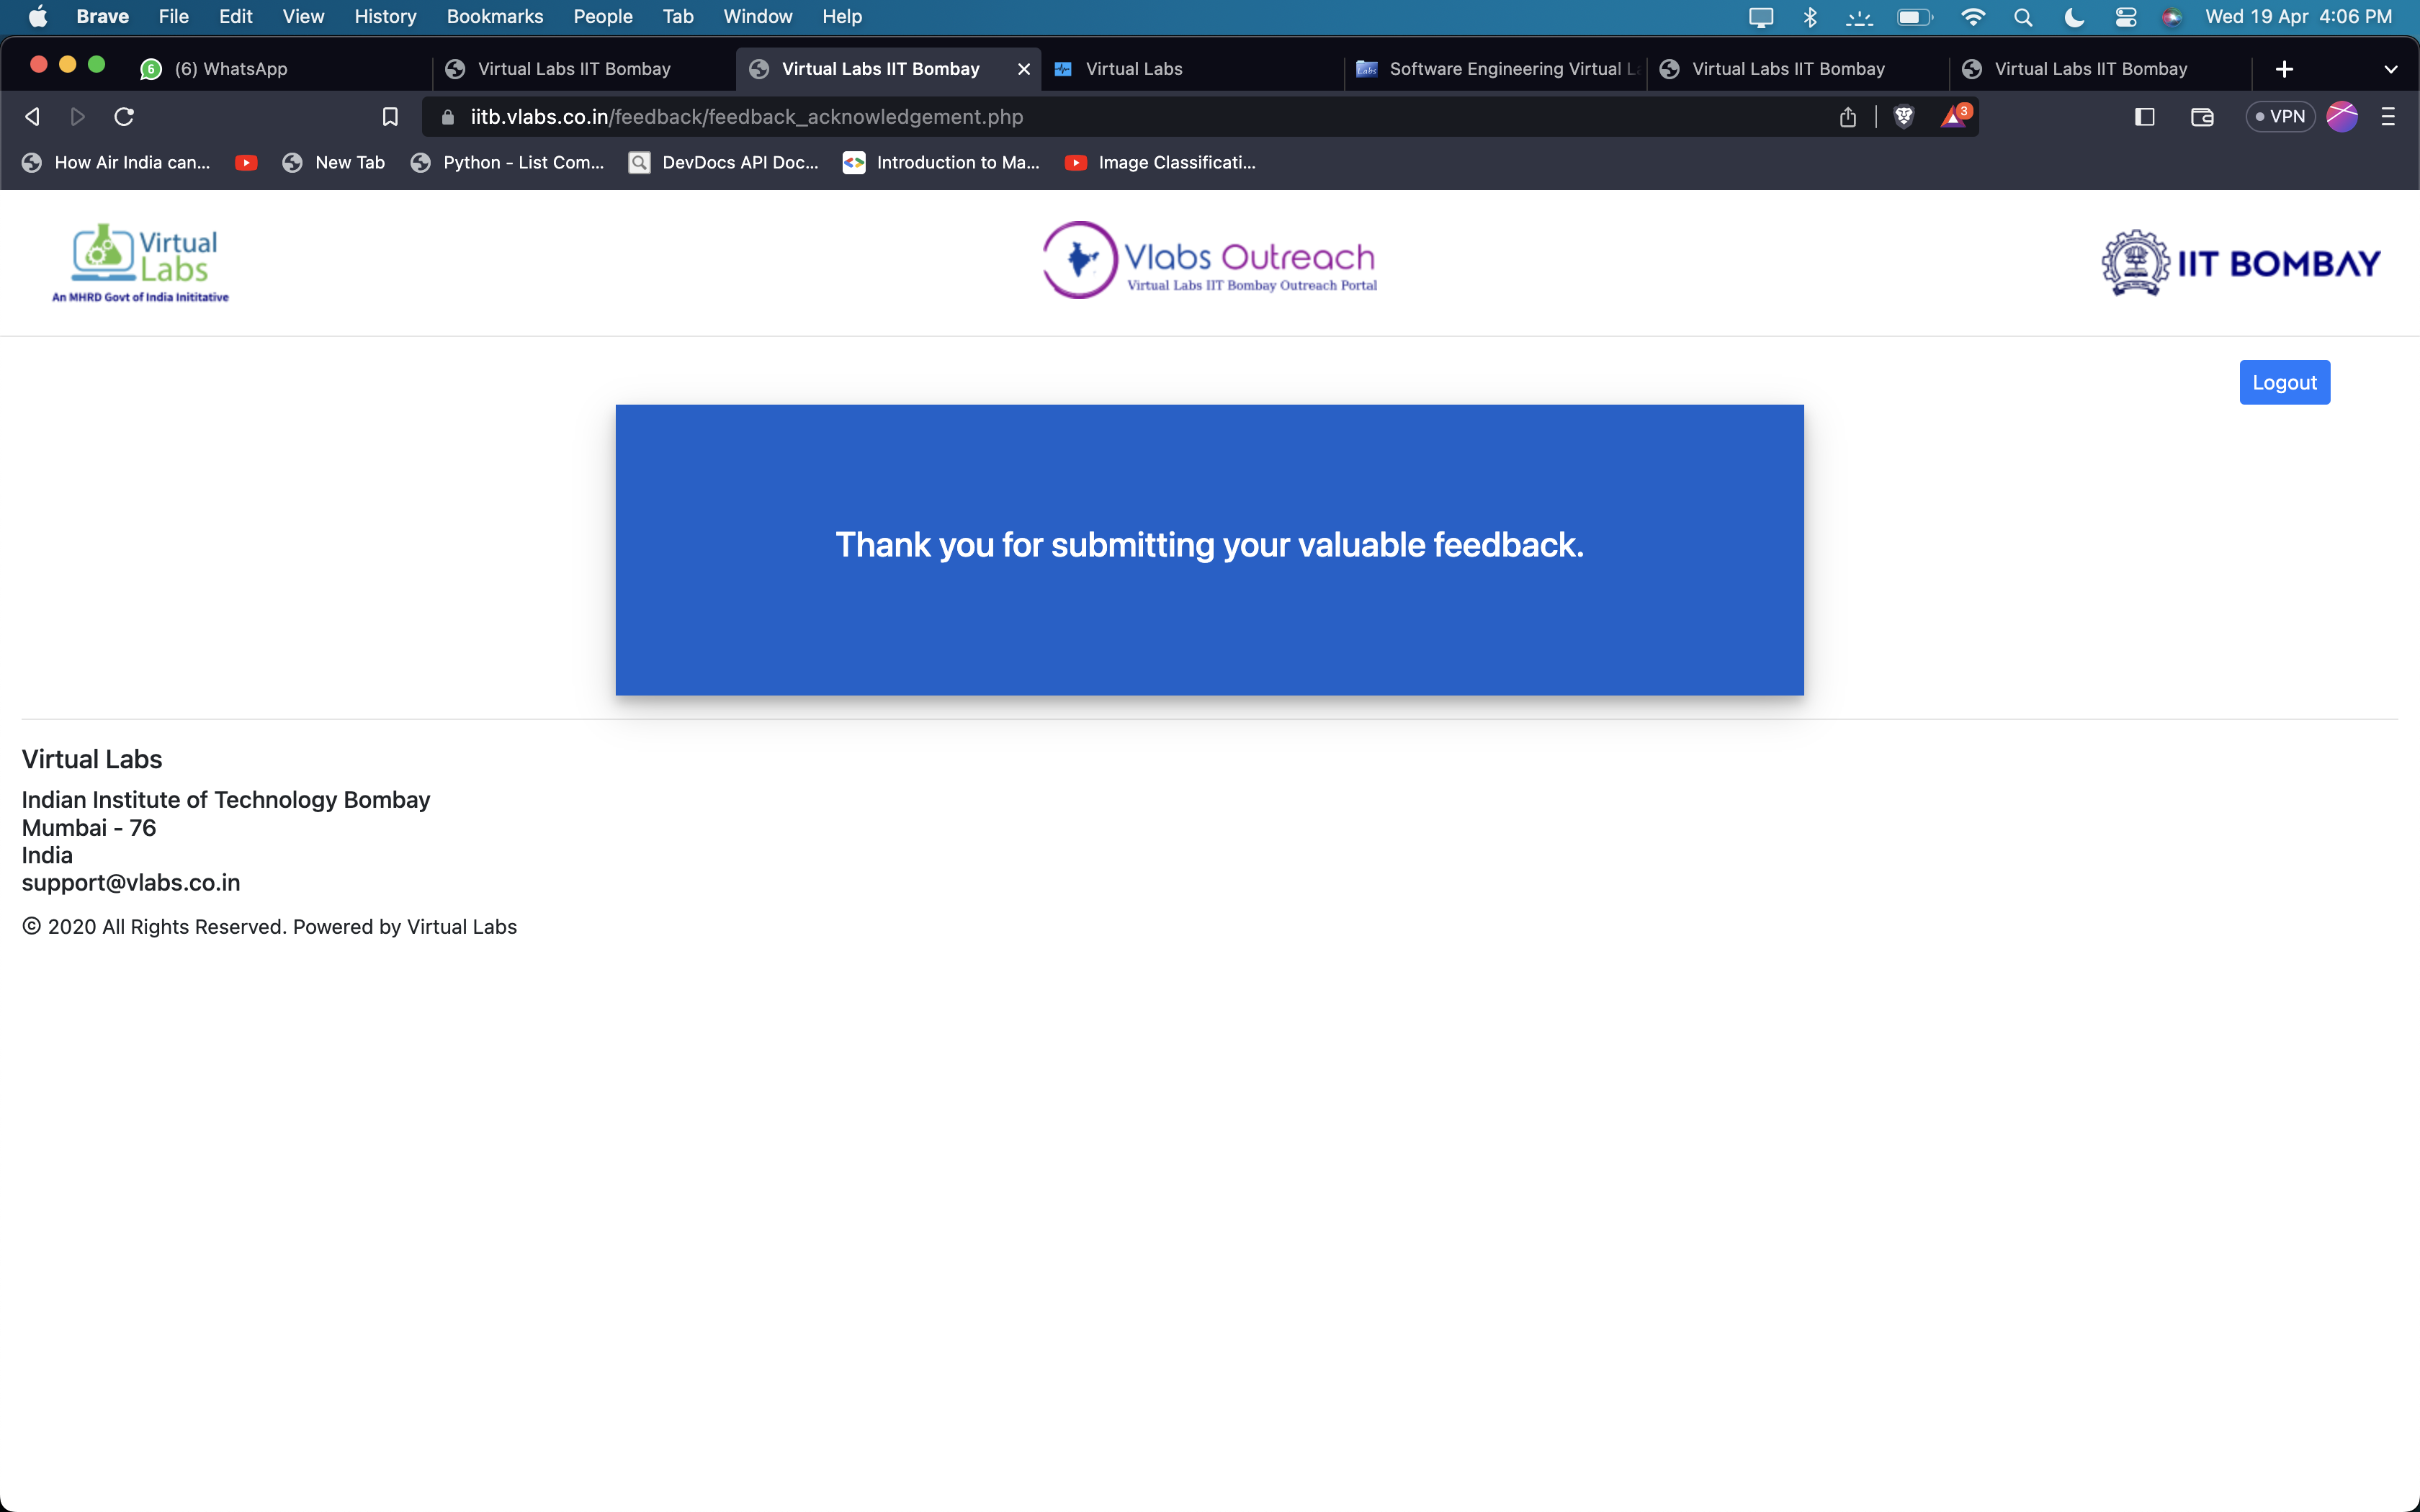 Brave File Edit View History Bookmarks People Tab Window Help Wed 19 Apr 4:06 PM
6 (6) WhatsApp Virtual Labs IIT Bombay Virtual Labs IIT Bombay Virtual Labs Labs Software Engineering Virtual La Virtual Labs IIT Bombay Virtual Labs IIT Bombay
iitb.vlabs.co.in/feedback/feedback_acknowledgement.php 3 VPN
How Air India can... New Tab Python - List Com... DevDocs API Doc... Introduction to Ma... Image Classificati...
Virtual
Labs
An MHRD Govt of India Inititative
Vlabs Outreach
Virtual Labs IIT Bombay Outreach Portal
IIT BOMBAY
Logout
Thank you for submitting your valuable feedback.
Virtual Labs
Indian Institute of Technology Bombay
Mumbai - 76
India
support@vlabs.co.in
© 2020 All Rights Reserved. Powered by Virtual Labs